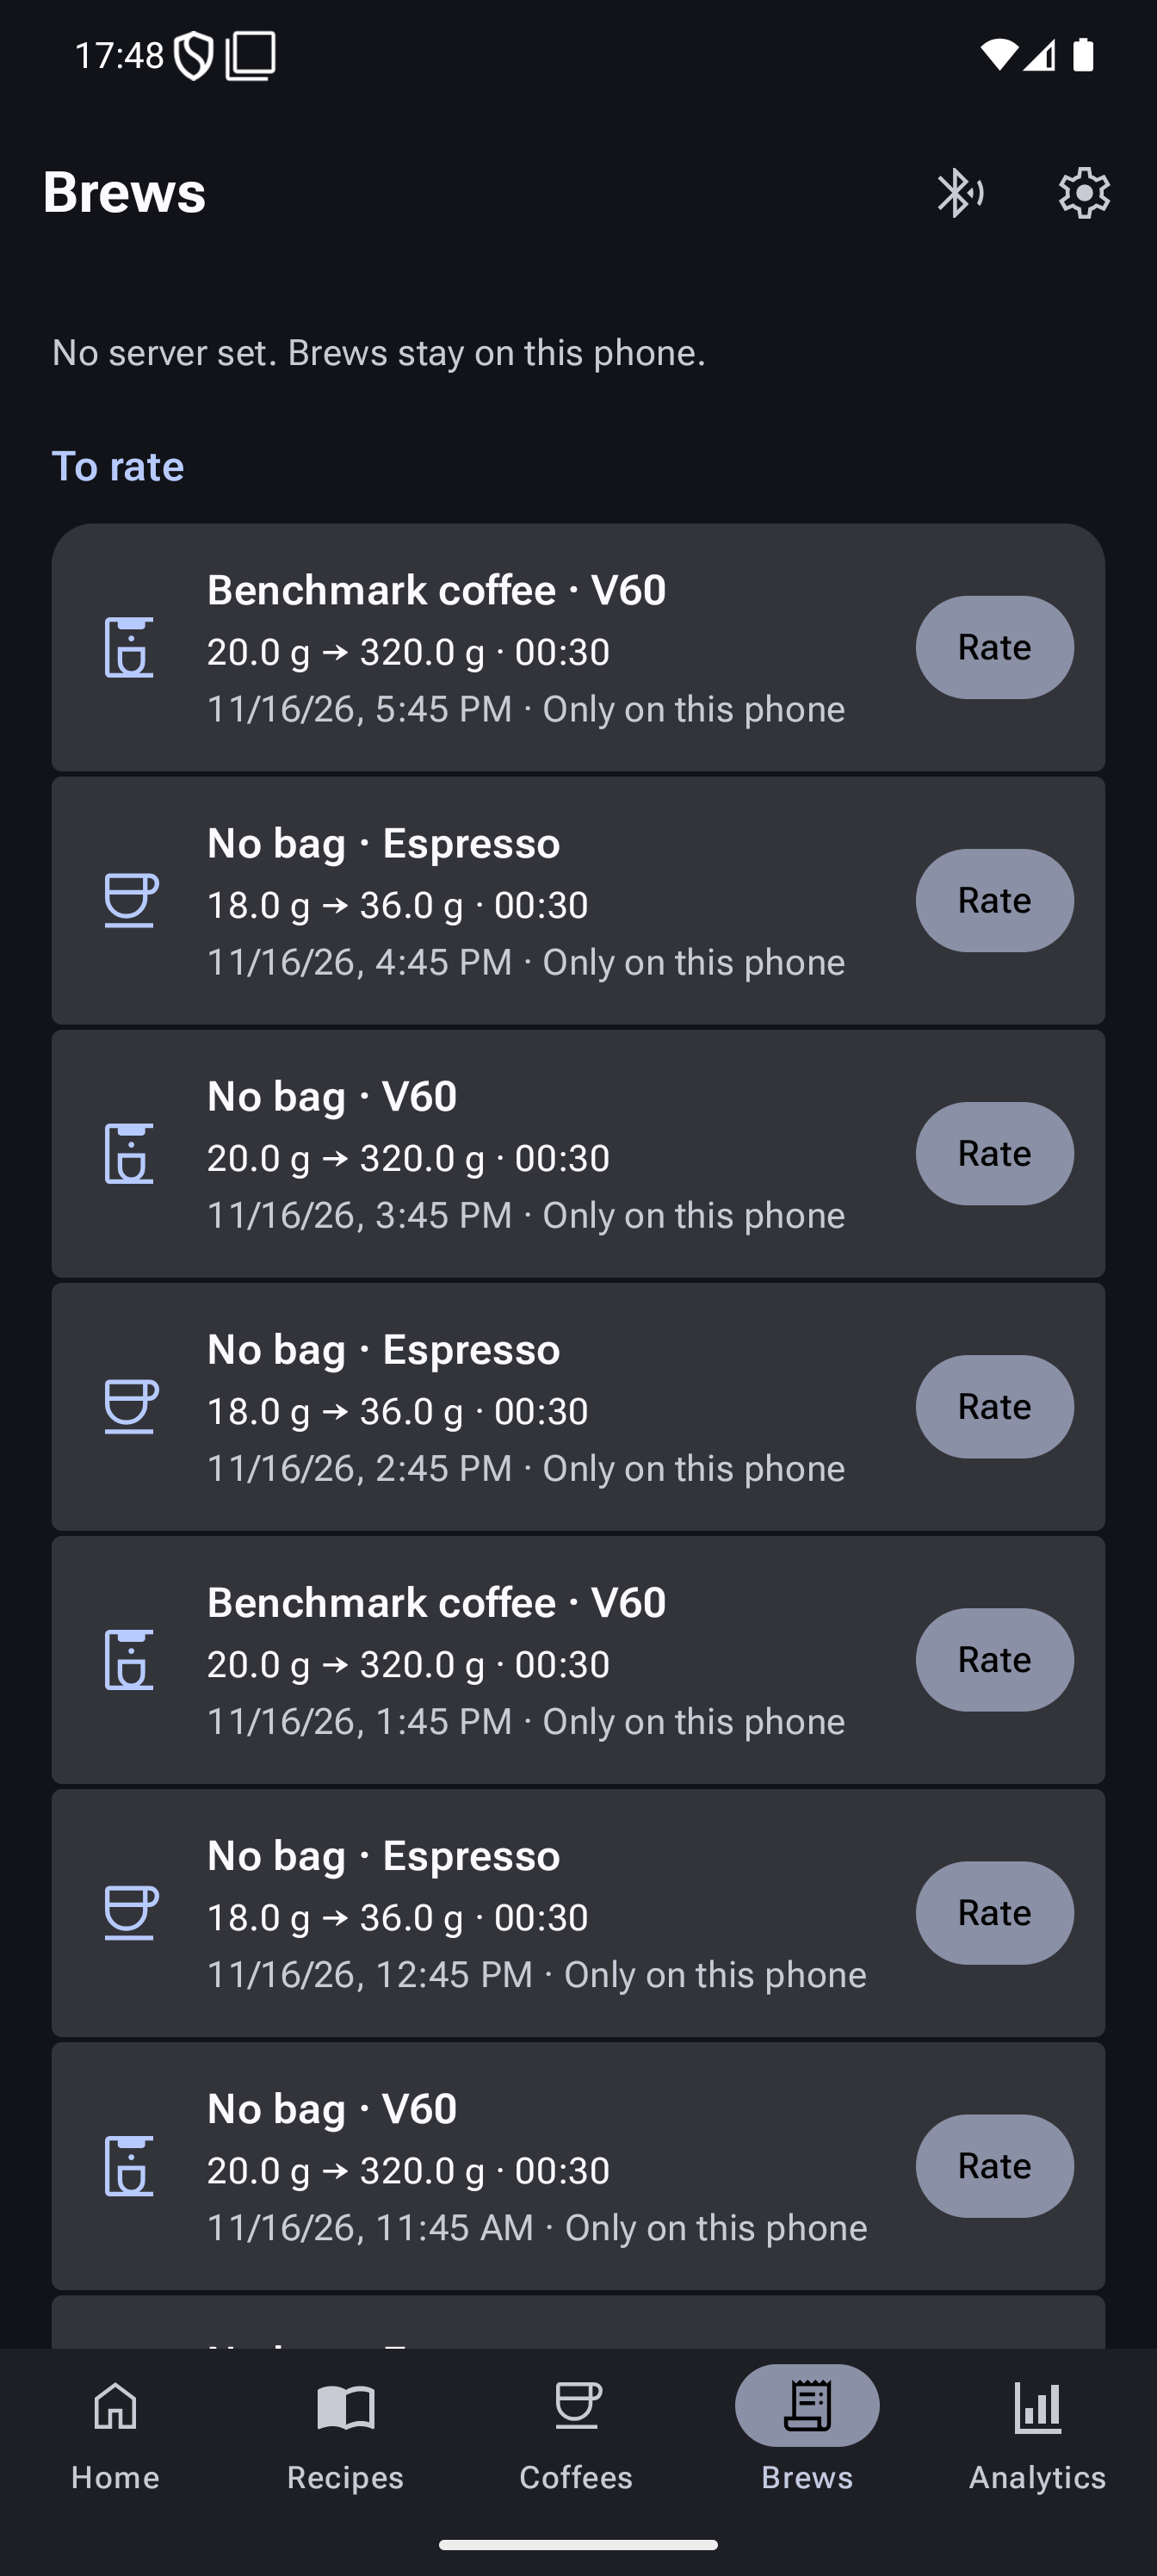 17:48
Brews
No server set. Brews stay on this phone.
To rate
Benchmark coffee · V60
20.0 g → 320.0 g · 00:30
11/16/26, 5:45 PM · Only on this phone
Rate
No bag · Espresso
18.0 g → 36.0 g · 00:30
11/16/26, 4:45 PM · Only on this phone
Rate
No bag · V60
20.0 g → 320.0 g · 00:30
11/16/26, 3:45 PM · Only on this phone
Rate
No bag · Espresso
18.0 g → 36.0 g · 00:30
11/16/26, 2:45 PM · Only on this phone
Rate
Benchmark coffee · V60
20.0 g → 320.0 g · 00:30
11/16/26, 1:45 PM · Only on this phone
Rate
No bag · Espresso
18.0 g → 36.0 g · 00:30
11/16/26, 12:45 PM · Only on this phone
Rate
No bag · V60
20.0 g → 320.0 g · 00:30
11/16/26, 11:45 AM · Only on this phone
Rate
Home
Recipes
Coffees
Brews
Analytics